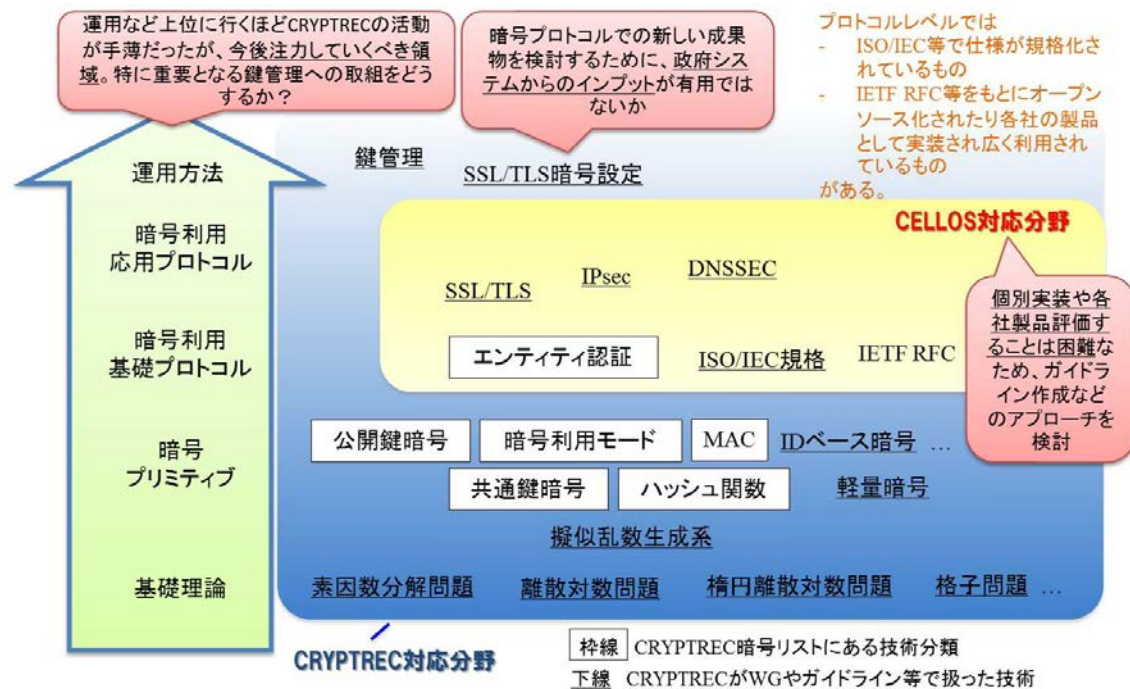 運用など上位に行くほどCRYPTRECの活動
が手薄だったが、今後注力していくべき領
域。特に重要となる鍵管理への取組をどう
するか?
暗号プロトコルでの新しい成果
物を検討するために、政府シス
テムからのインプットが有用では
ないか
プロトコルレベルでは
- ISO/IEC等で仕様が規格化さ
れているもの
- IETF RFC等をもとにオープン
ソース化されたり各社の製品
として実装され広く利用され
ているもの
がある。
運用方法
鍵管理
SSL/TLS暗号設定
CELLOS対応分野
暗号利用
応用プロトコル
SSL/TLS
IPsec
DNSSEC
個別実装や各
社製品評価す
ることは困難な
ため、ガイドラ
イン作成など
のアプローチを
検討
暗号利用
基礎プロトコル
エンティティ認証
ISO/IEC規格
IETF RFC
暗号
プリミティブ
公開鍵暗号
暗号利用モード
MAC
IDベース暗号 …
共通鍵暗号
ハッシュ関数
軽量暗号
擬似乱数生成系
基礎理論
素因数分解問題
離散対数問題
楕円離散対数問題
格子問題 …
CRYPTREC対応分野
枠線 CRYPTREC暗号リストにある技術分類
下線 CRYPTRECがWGやガイドライン等で扱った技術